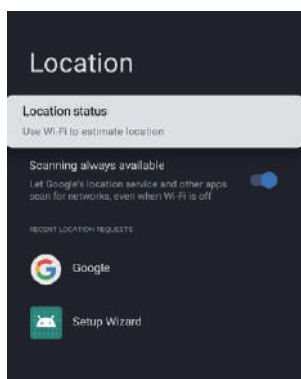 Location
Location status
Use Wi-Fi to estimate location
Scanning always available
Let Google's location service and other apps
scan for networks, even when Wi-Fi is off
RECENT LOCATION REQUESTS
Google
Setup Wizard